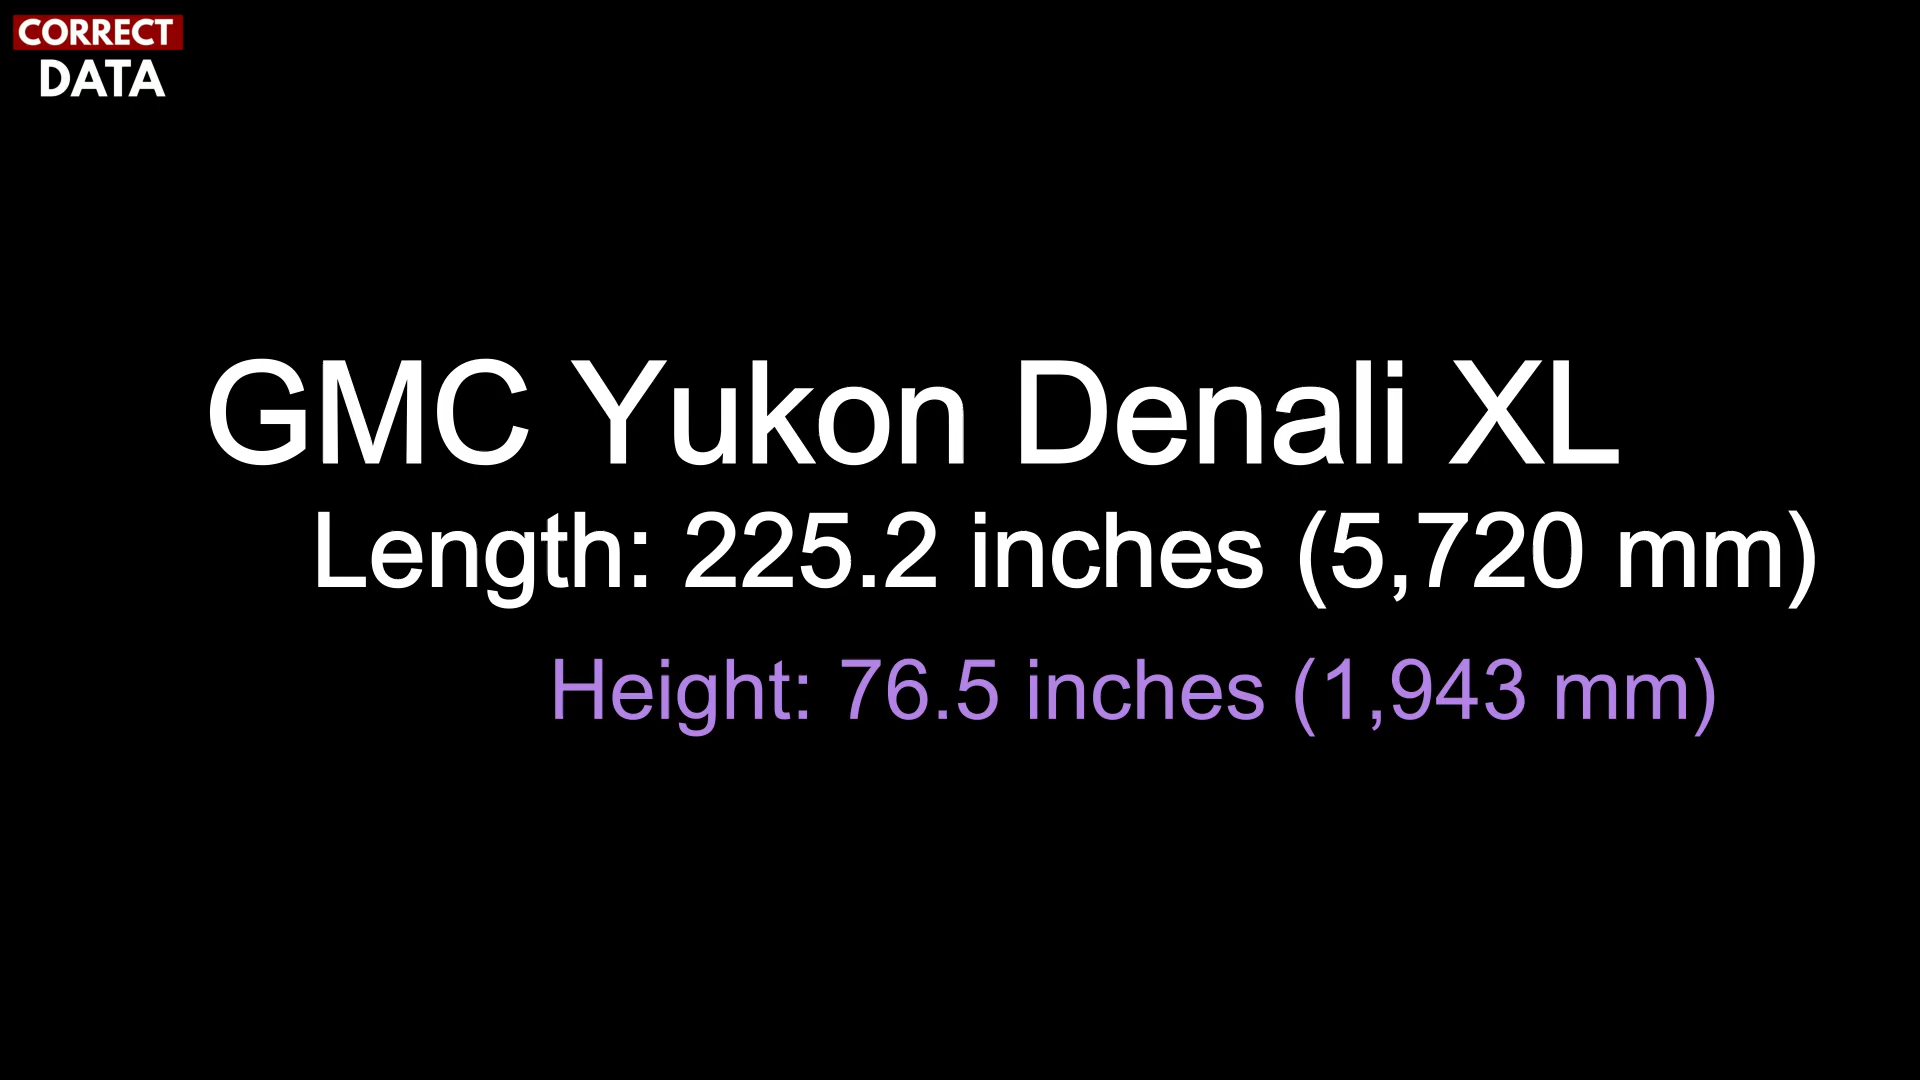 CORRECT
DATA
GMC Yukon Denali XL
Length: 225.2 inches (5,720 mm)
Height: 76.5 inches (1,943 mm)